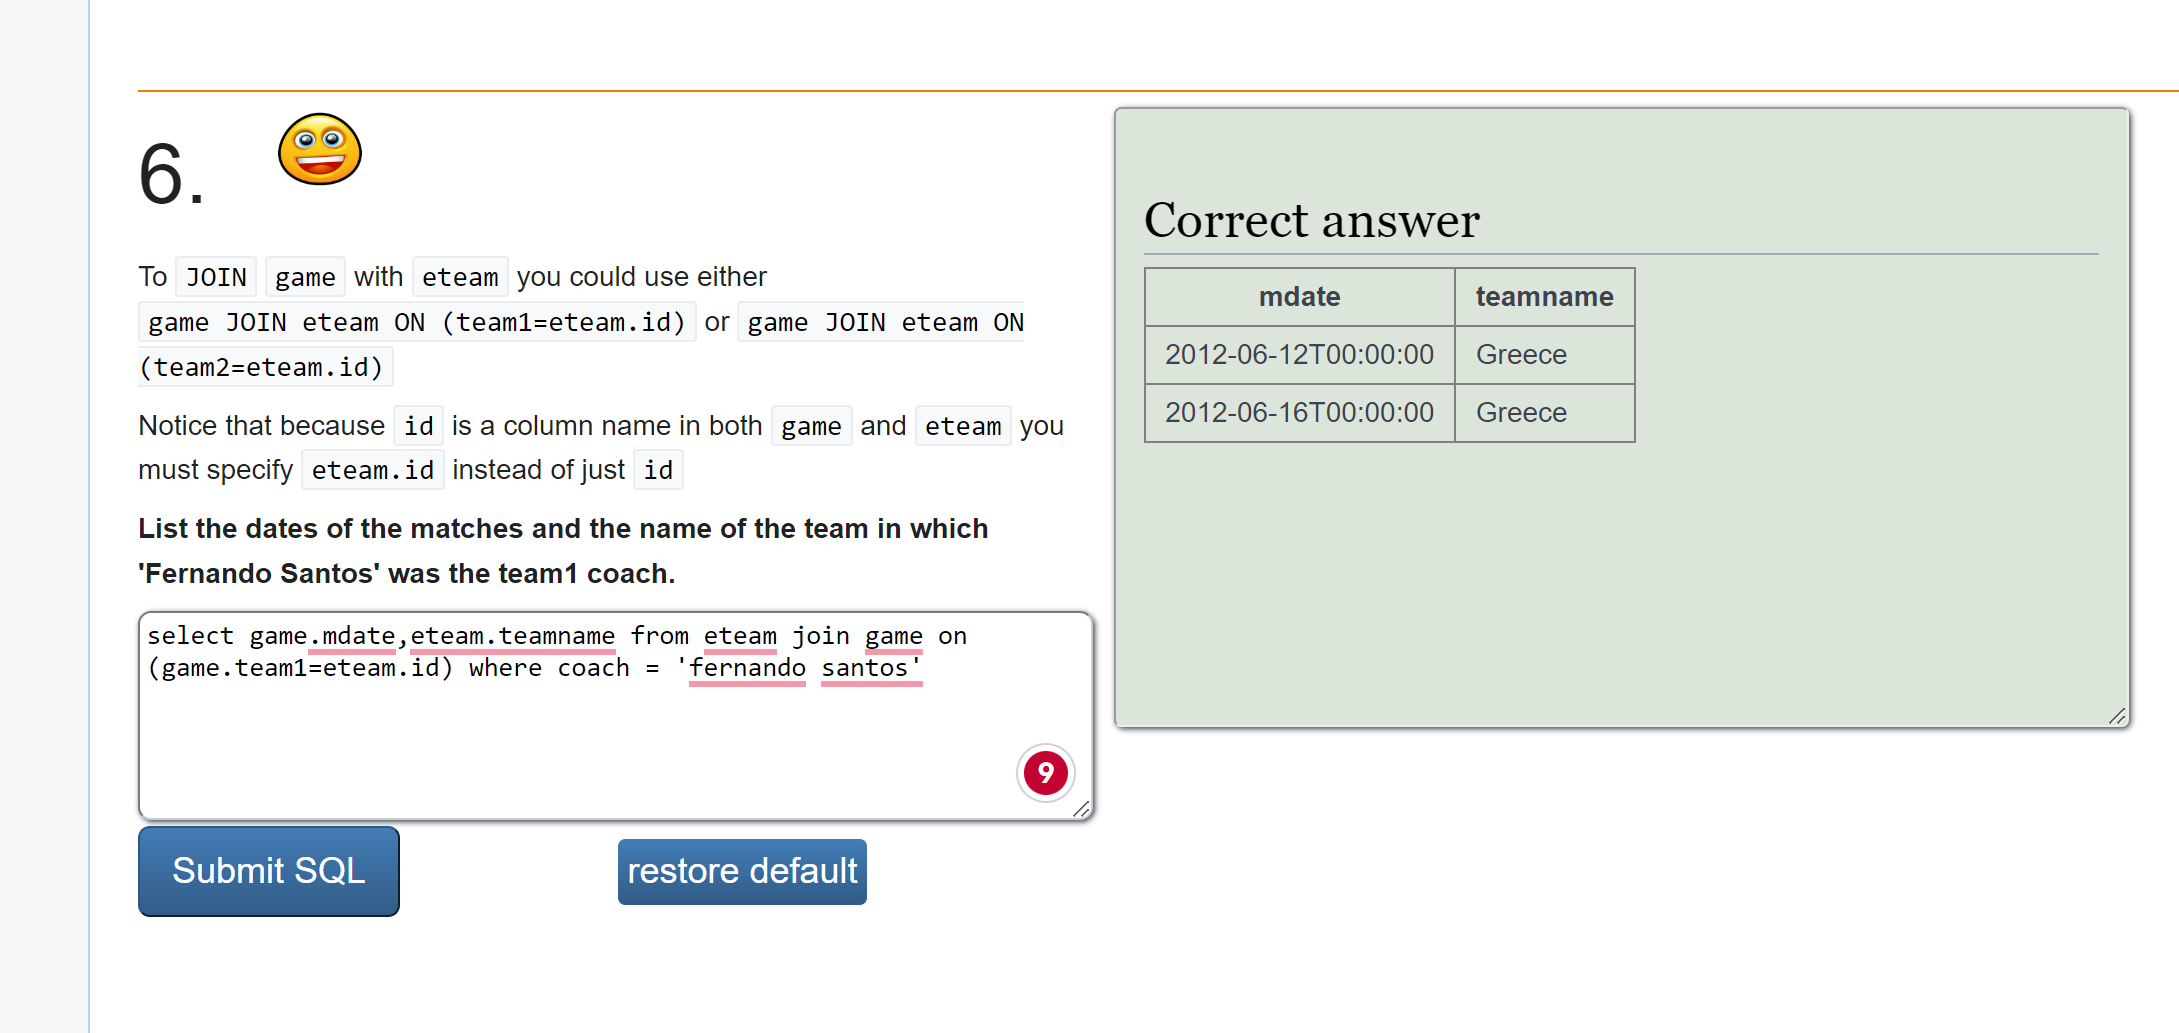 6.
To JOIN game with eteam you could use either
game JOIN eteam ON (team1=eteam.id) or game JOIN eteam ON
(team2=eteam.id)
Notice that because id is a column name in both game and eteam you
must specify eteam.id instead of just id
List the dates of the matches and the name of the team in which
'Fernando Santos' was the team1 coach.
select game.mdate,eteam.teamname from eteam join game on
(game.team1=eteam.id) where coach = 'fernando santos'
9
Submit SQL
restore default
Correct answer
mdate teamname
2012-06-12T00:00:00 Greece
2012-06-16T00:00:00 Greece